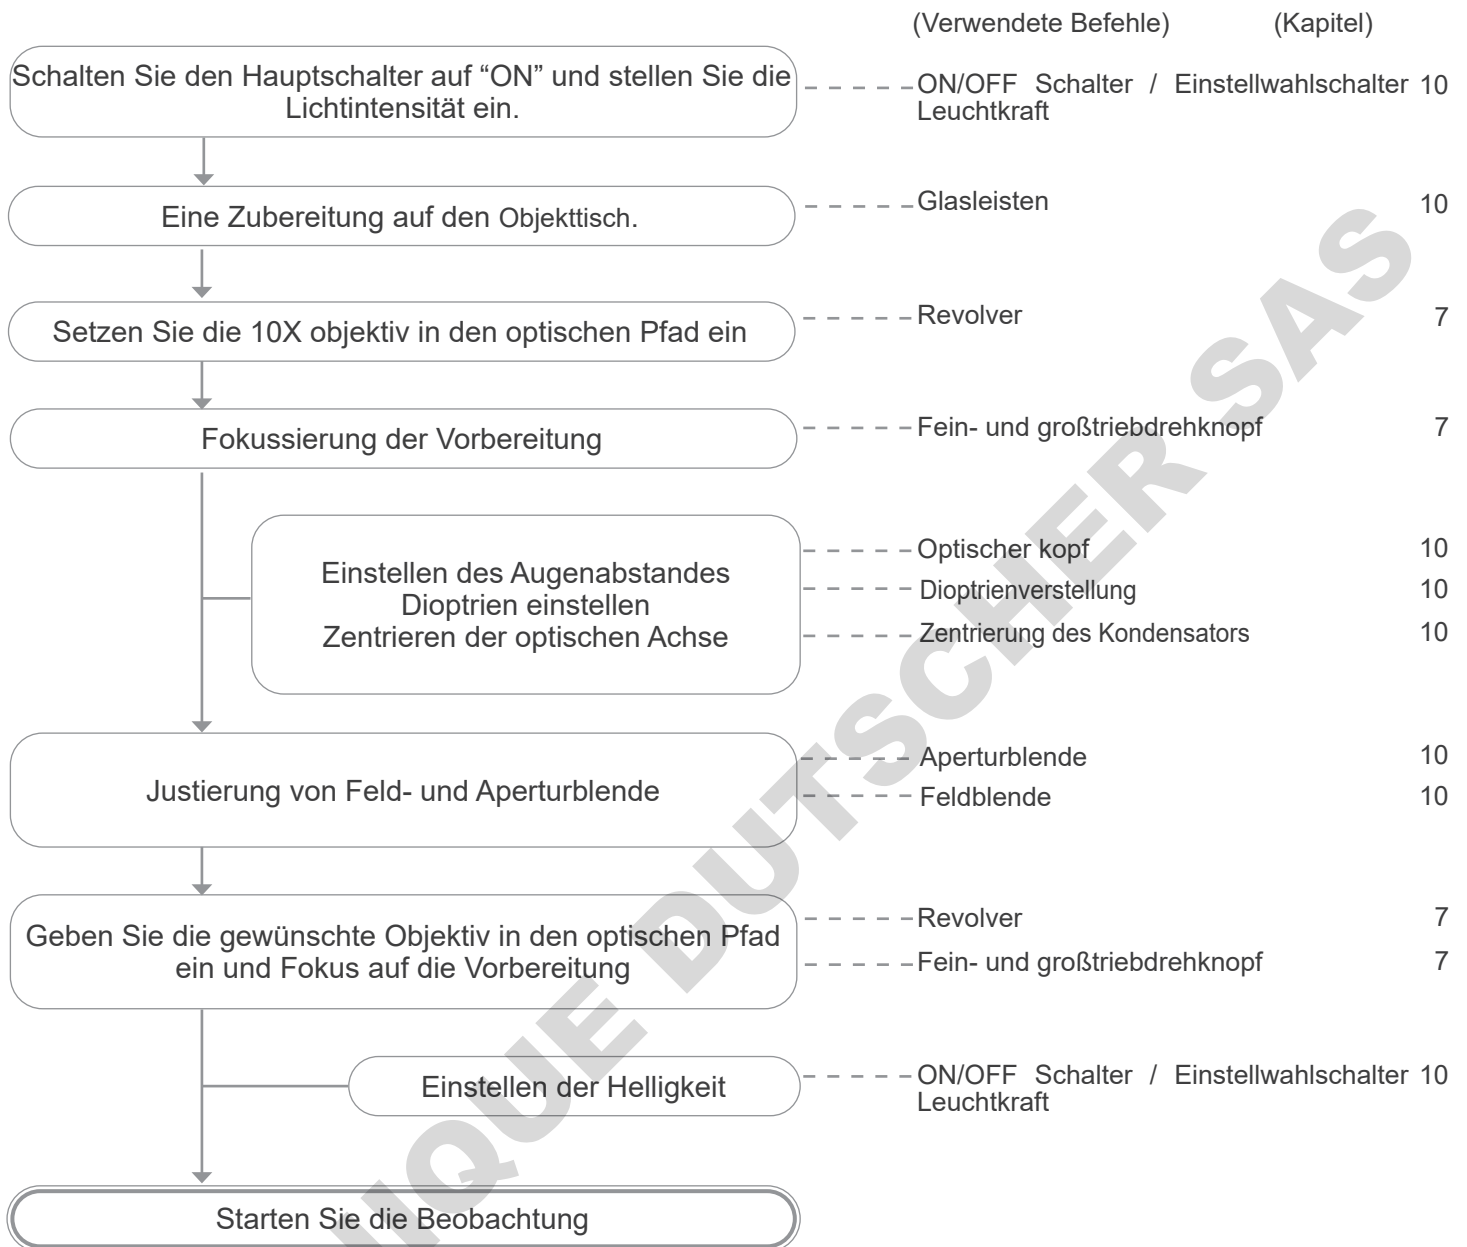 (Verwendete Befehle) (Kapitel)
Schalten Sie den Hauptschalter auf “ON” und stellen Sie die
Lichtintensität ein.
ON/OFF Schalter / Einstellwahlschalter 10
Leuchtkraft
Eine Zubereitung auf den Objekttisch.
Glasleisten 10
Setzen Sie die 10X objektiv in den optischen Pfad ein
Revolver 7
Fokussierung der Vorbereitung
Fein- und großtriebdrehknopf 7
Einstellen des Augenabstandes
Dioptrien einstellen
Zentrieren der optischen Achse
Optischer kopf 10
Dioptrienverstellung 10
Zentrierung des Kondensators 10
Justierung von Feld- und Aperturblende
Aperturblende 10
Feldblende 10
Geben Sie die gewünschte Objektiv in den optischen Pfad
ein und Fokus auf die Vorbereitung
Revolver 7
Fein- und großtriebdrehknopf 7
Einstellen der Helligkeit
ON/OFF Schalter / Einstellwahlschalter 10
Leuchtkraft
Starten Sie die Beobachtung
IQUE DUTSCHER SAS